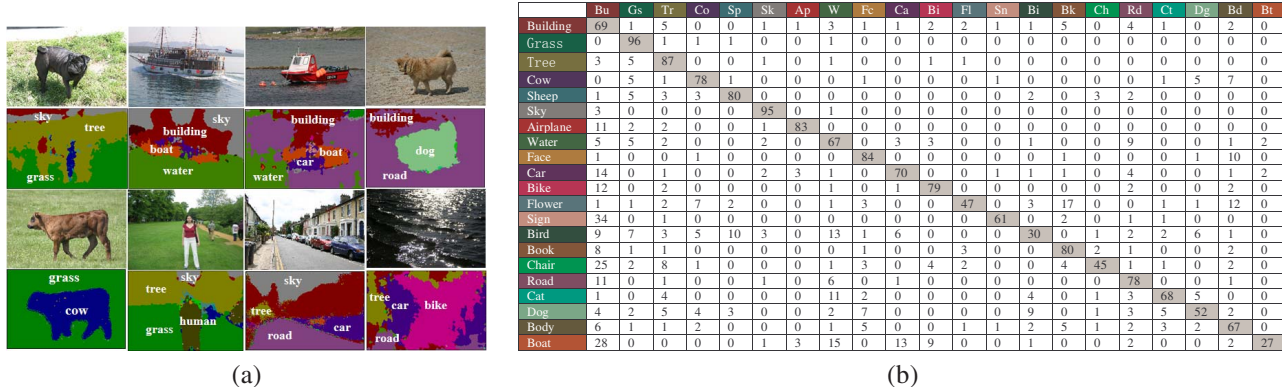 sky
tree
grass
sky
building
boat
water
building
boat
car
water
building
dog
road
grass
cow
sky
tree
human
grass
sky
tree
car
road
tree
car
bike
road
(a)
Bu Gs Tr Co Sp Sk Ap W Fc Ca Bi Fl Sn Bi Bk Ch Rd Ct Dg Bd Bt
Building 69 1 5 0 0 1 1 3 1 1 2 2 1 1 5 0 4 1 0 2 0
Grass 0 96 1 1 1 0 0 1 0 0 0 0 0 0 0 0 0 0 0 0 0
Tree 3 5 87 0 0 1 0 1 0 0 1 1 0 0 0 0 0 0 0 0 0
Cow 0 5 1 78 1 0 0 0 1 0 0 0 1 0 0 0 0 1 5 7 0
Sheep 1 5 3 3 80 0 0 0 0 0 0 0 0 2 0 3 2 0 0 0 0
Sky 3 0 0 0 0 95 0 1 0 0 0 0 0 0 0 0 0 0 0 0 0
Airplane 11 2 2 0 0 1 83 0 0 0 0 0 0 0 0 0 0 0 0 0 0
Water 5 5 2 0 0 2 0 67 0 3 3 0 0 1 0 0 9 0 0 1 2
Face 1 0 0 1 0 0 0 0 84 0 0 0 0 0 1 0 0 0 1 10 0
Car 14 0 1 0 0 2 3 1 0 70 0 0 1 1 1 0 4 0 0 1 2
Bike 12 0 2 0 0 0 0 1 0 1 79 0 0 0 0 0 2 0 0 2 0
Flower 1 1 2 7 2 0 0 1 3 0 0 47 0 3 17 0 0 1 1 12 0
Sign 34 0 1 0 0 0 0 0 0 0 0 0 61 0 2 0 1 1 0 0 0
Bird 9 7 3 5 10 3 0 13 1 6 0 0 0 30 0 1 2 2 6 1 0
Book 8 1 1 0 0 0 0 0 1 0 0 3 0 0 80 2 1 0 0 2 0
Chair 25 2 8 1 0 0 0 1 3 0 4 2 0 0 4 45 1 1 0 2 0
Road 11 0 1 0 0 1 0 6 1 0 0 0 0 0 0 0 78 0 0 2 0
Cat 1 0 4 0 0 0 0 11 2 0 0 0 0 4 0 1 3 68 5 0 0
Dog 4 2 5 4 3 0 0 2 7 0 0 0 0 9 0 1 3 5 52 2 0
Body 6 1 1 2 0 0 0 1 5 0 0 1 1 2 5 1 2 3 2 67 0
Boat 28 0 0 0 0 1 3 15 0 13 9 0 0 1 0 0 0 0 0 2 27
(b)